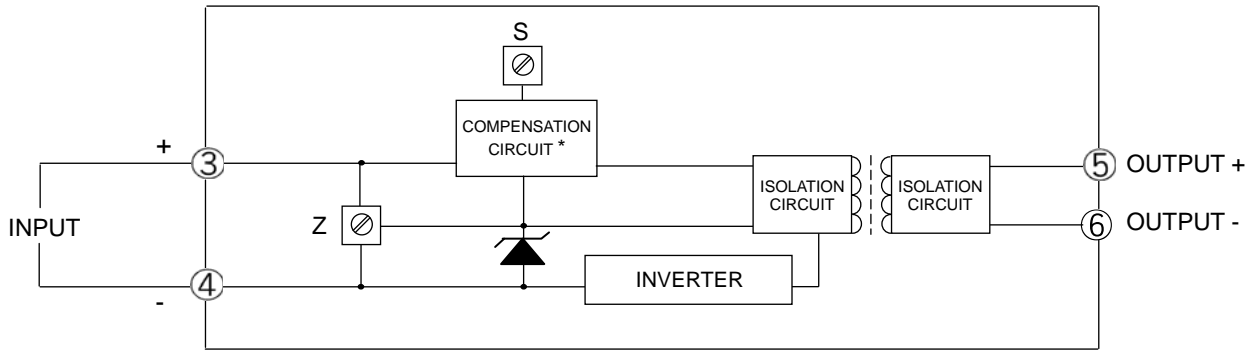 S
COMPENSATION
CIRCUIT *
+
3
5
OUTPUT +
ISOLATION
CIRCUIT
ISOLATION
CIRCUIT
INPUT
Z
6
OUTPUT -
INVERTER
4
-